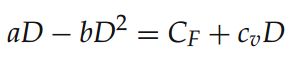 aD − bD² = C_F + c_vD